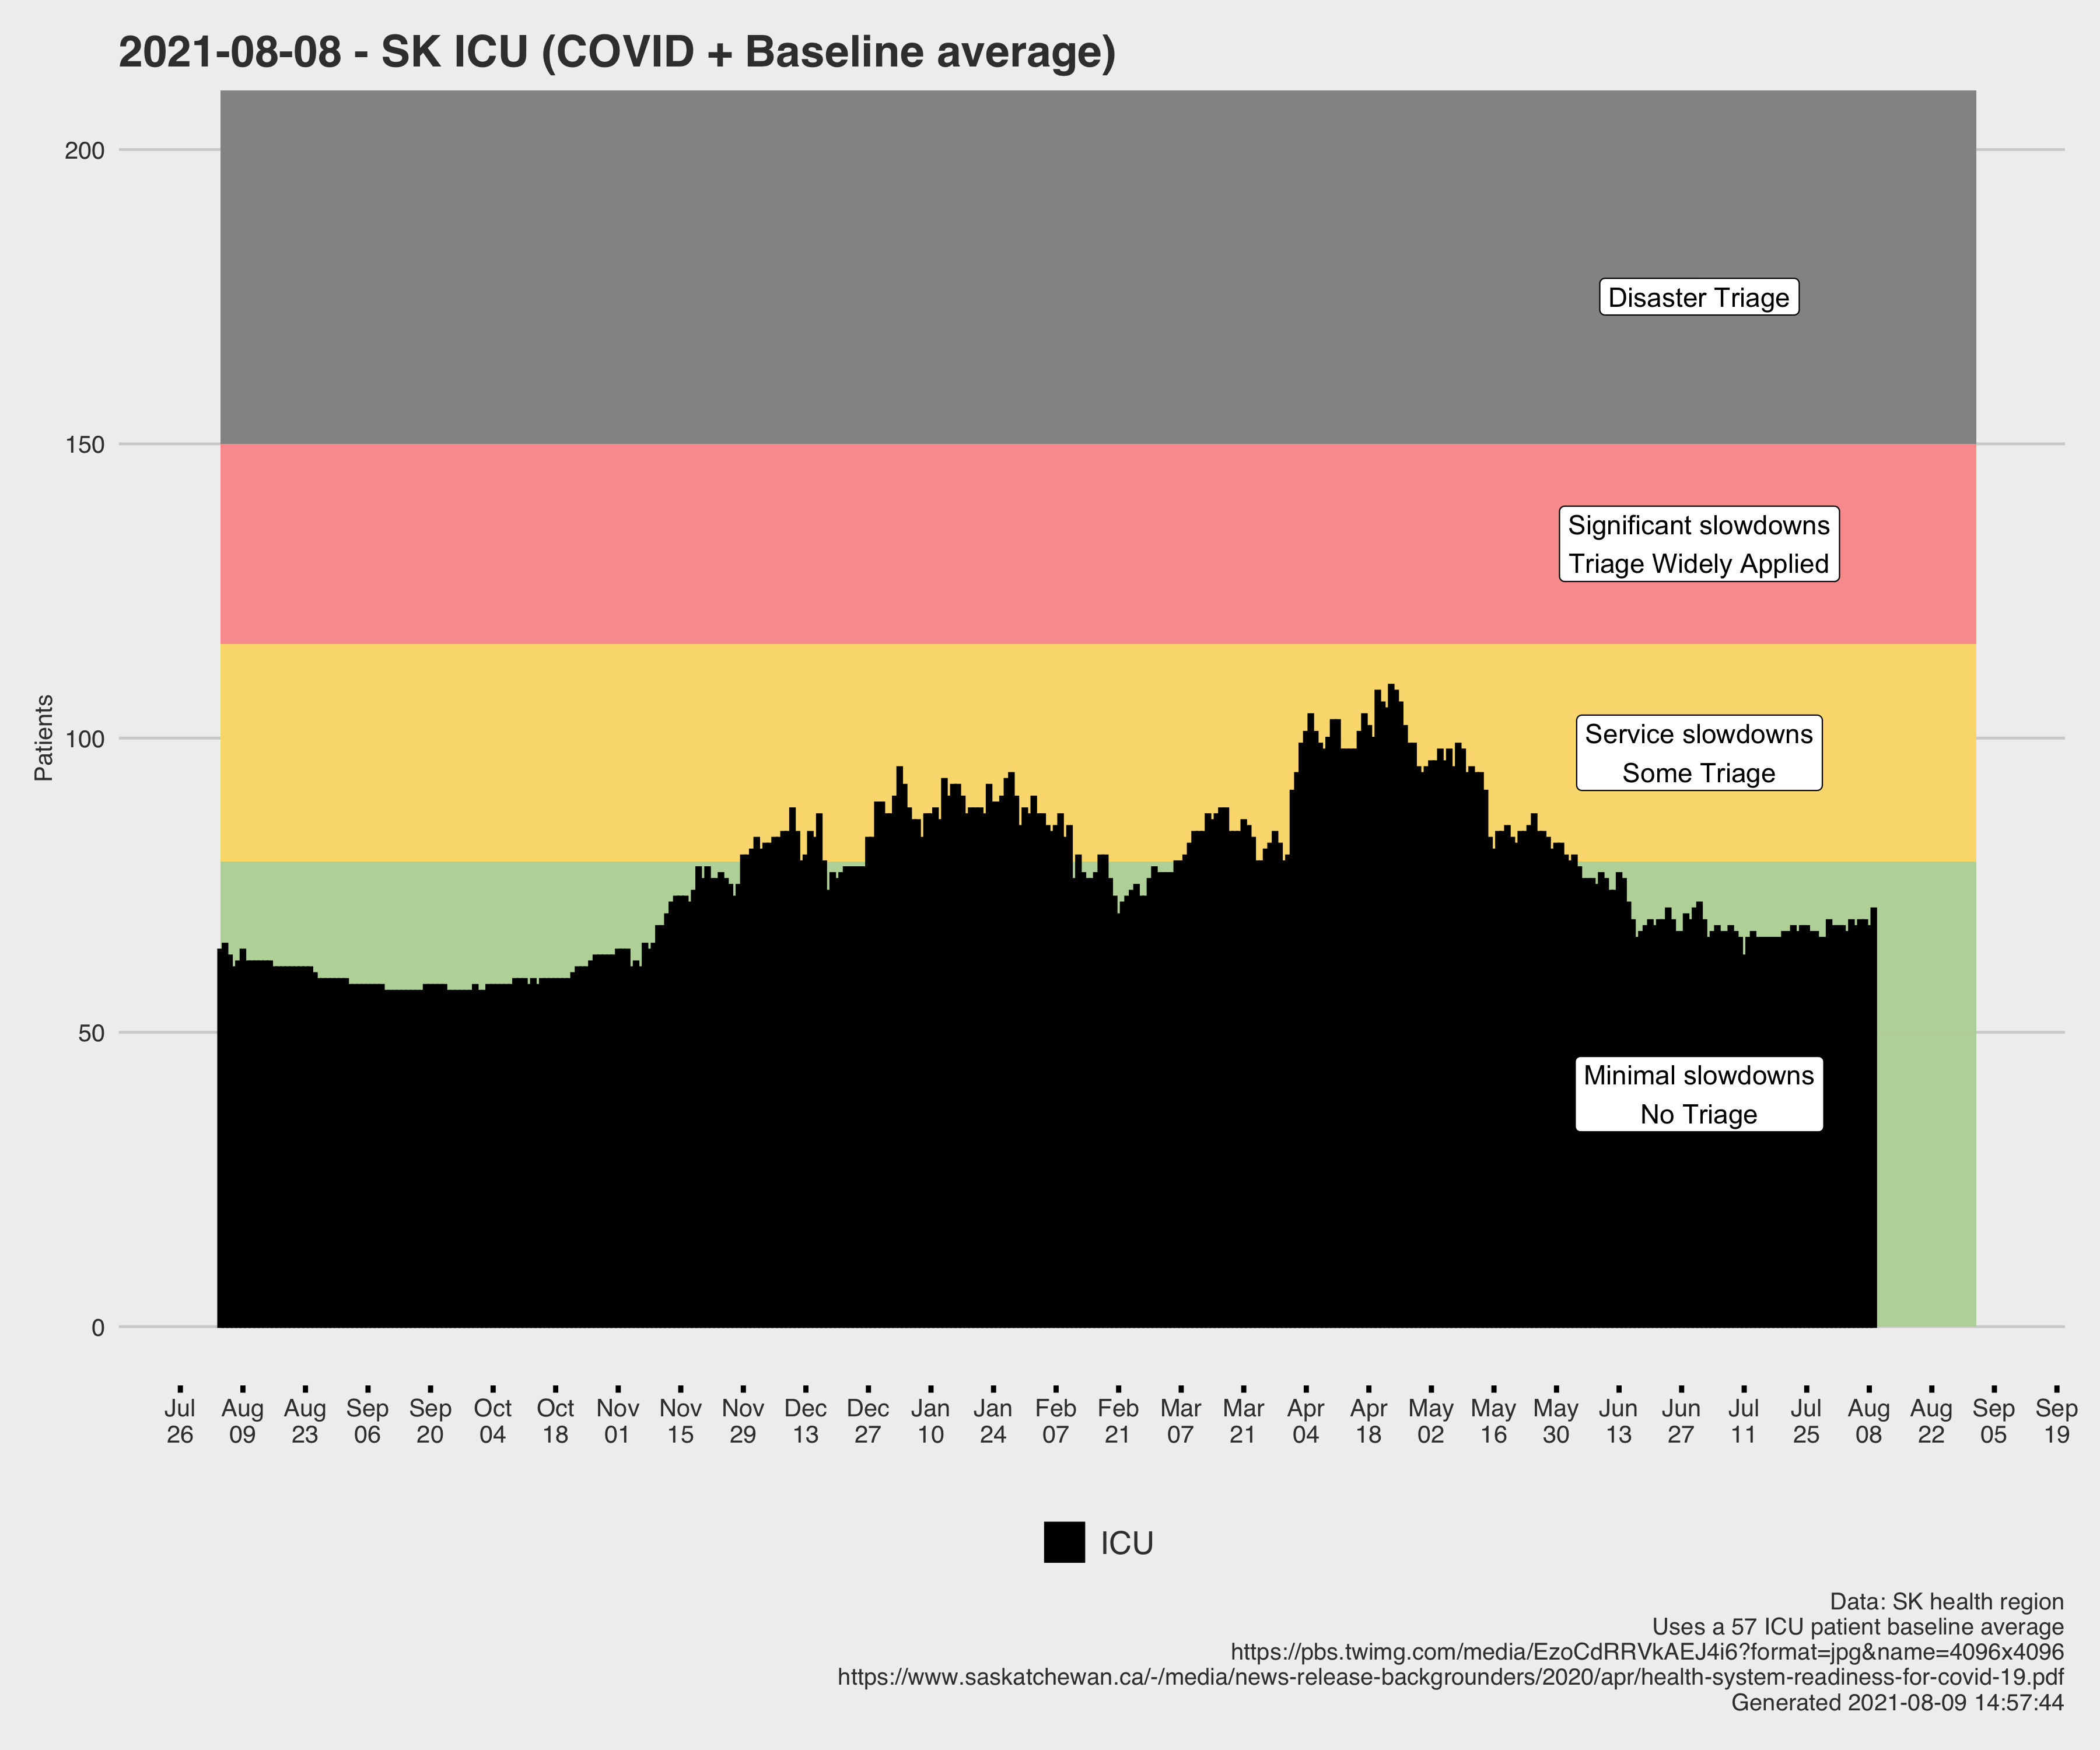 2021-08-08 - SK ICU (COVID + Baseline average)
200
150
100
50
0
Patients
Disaster Triage
Significant slowdowns
Triage Widely Applied
Service slowdowns
Some Triage
Minimal slowdowns
No Triage
Jul Aug Aug Sep Sep Oct Oct Nov Nov Nov Dec Dec Jan Jan Feb Feb Mar Mar Apr Apr May May May Jun Jun Jul Jul Aug Aug Sep Sep
26 09 23 06 20 04 18 01 15 29 13 27 10 24 07 21 07 21 04 18 02 16 30 13 27 11 25 08 22 05 19
ICU
Data: SK health region
Uses a 57 ICU patient baseline average
https://pbs.twimg.com/media/EzoCdRRVkAEJ4i6?format=jpg&name=4096x4096
https://www.saskatchewan.ca/-/media/news-release-backgrounders/2020/apr/health-system-readiness-for-covid-19.pdf
Generated 2021-08-09 14:57:44